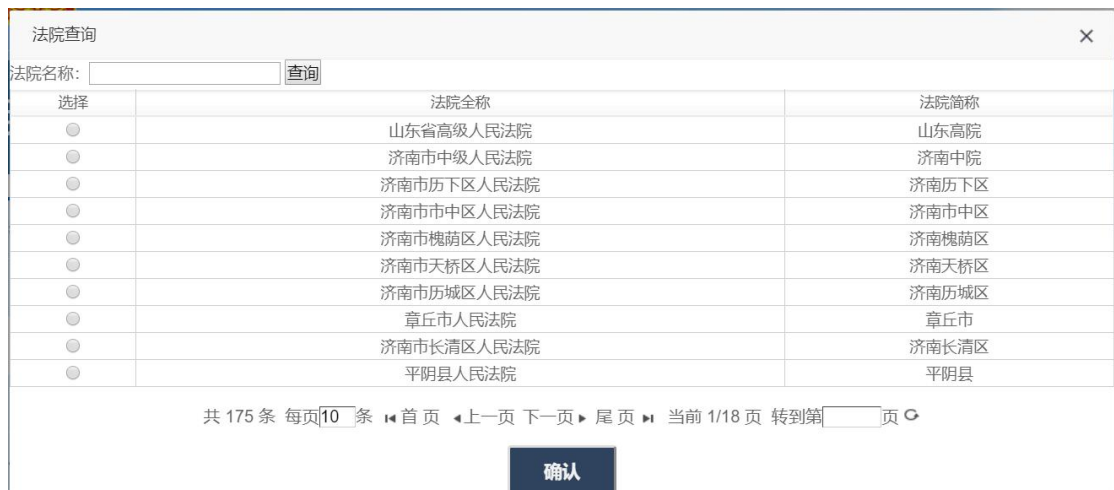 法院查询
法院名称: 查询
选择 法院全称 法院简称
山东省高级人民法院 山东高院
济南市中级人民法院 济南中院
济南市历下区人民法院 济南历下区
济南市市中区人民法院 济南市中区
济南市槐荫区人民法院 济南槐荫区
济南市天桥区人民法院 济南天桥区
济南市历城区人民法院 济南历城区
章丘市人民法院 章丘市
济南市长清区人民法院 济南长清区
平阴县人民法院 平阴县
共 175 条 每页10 条 首 页 上一页 下一页 尾 页 当前 1/18 页 转到第 页
确认